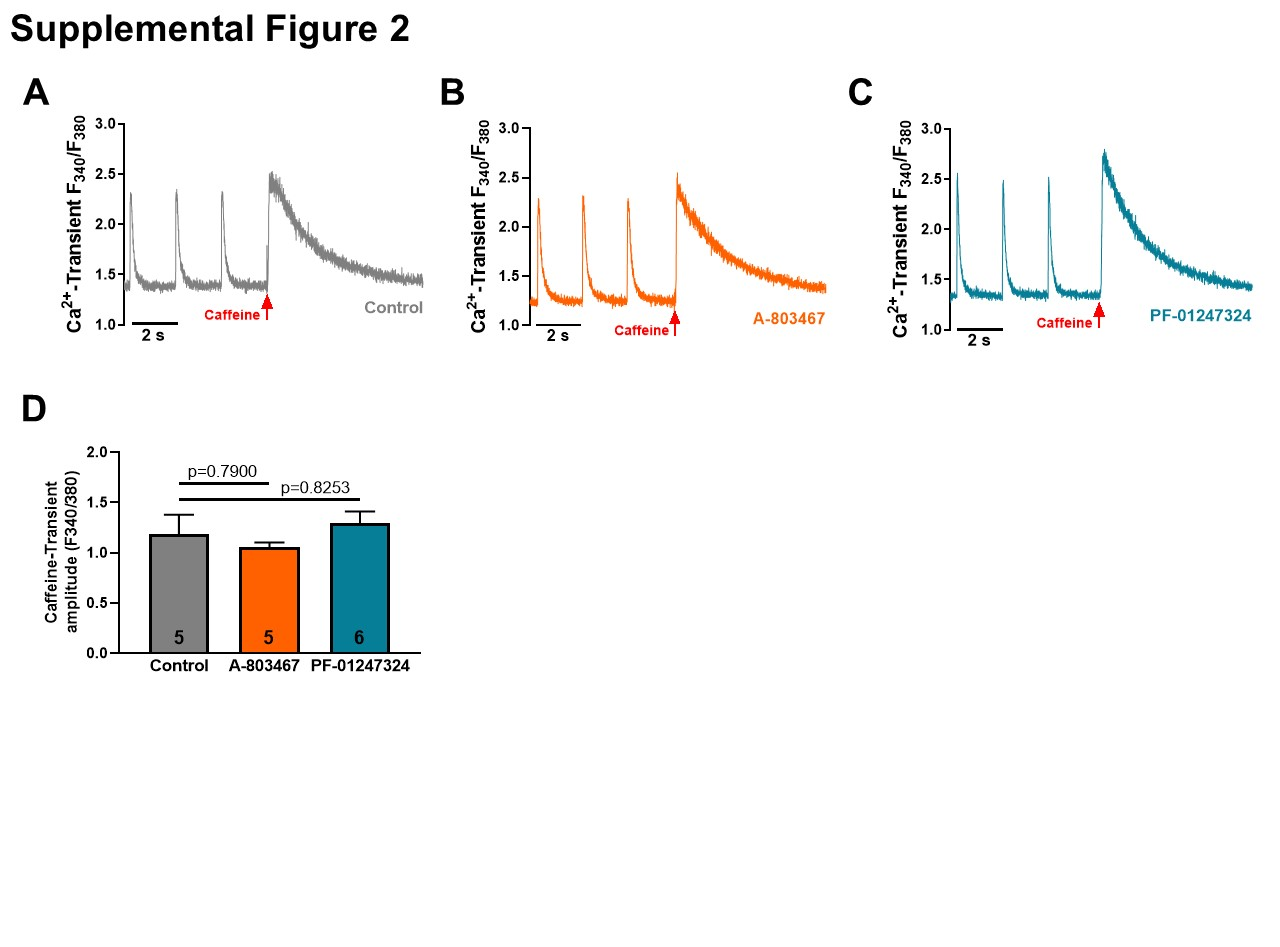 Supplemental Figure 2
A
Ca2+-Transient F340/F380
3.0
2.5
2.0
1.5
1.0
2 s
Caffeine
Control
B
Ca2+-Transient F340/F380
3.0
2.5
2.0
1.5
1.0
2 s
Caffeine
A-803467
C
Ca2+-Transient F340/F380
3.0
2.5
2.0
1.5
1.0
2 s
Caffeine
PF-01247324
D
Caffeine-Transient
amplitude (F340/380)
2.0
1.5
1.0
0.5
0.0
p=0.7900
p=0.8253
5
5
6
Control
A-803467
PF-01247324